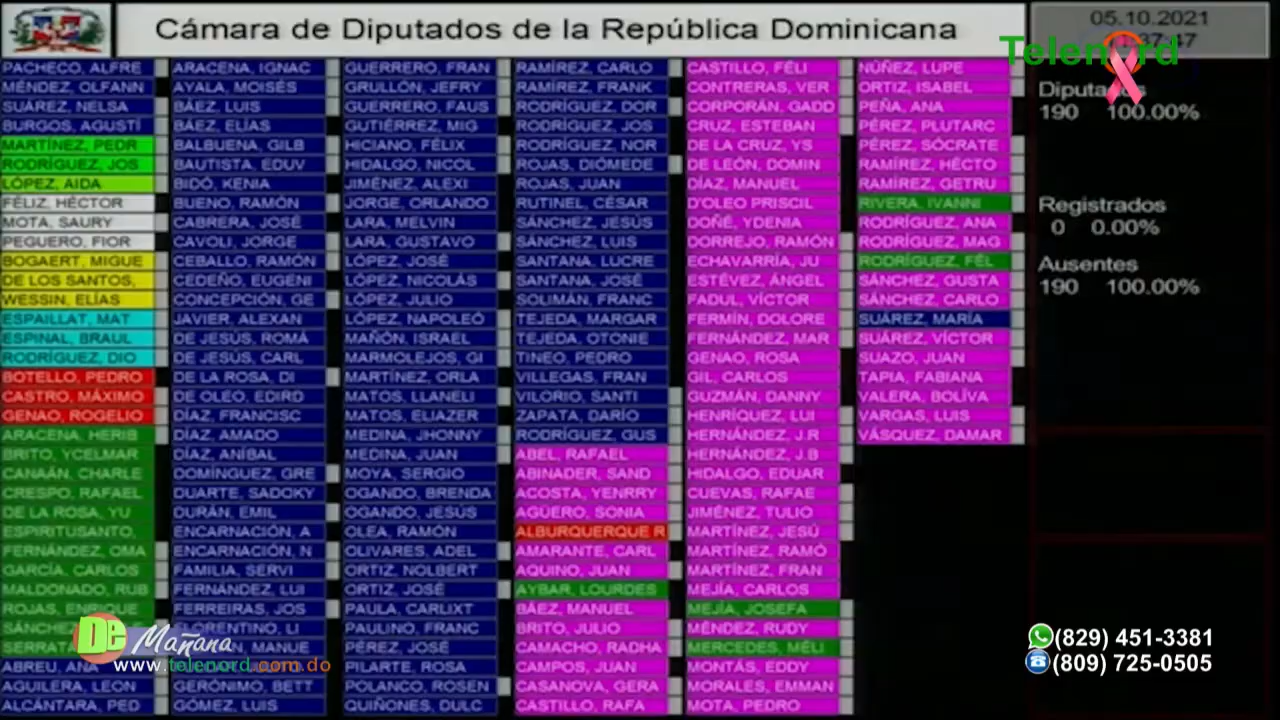 Cámara de Diputados de la República Dominicana
05.10.2021
37:47
Telenord
Diputados
190 100.00%
Registrados
0 0.00%
Ausentes
190 100.00%
PACHECO, ALFRE
MÉNDEZ, OLFANN
SUÁREZ, NELSA
BURGOS, AGUSTÍ
MARTÍNEZ, PEDR
RODRÍGUEZ, JOS
LÓPEZ, AIDA
FÉLIZ, HÉCTOR
MOTA, SAURY
PEGUERO, FIOR
BOGAERT, MIGUE
DE LOS SANTOS,
WESSIN, ELÍAS
ESPAILLAT, MAT
ESPINAL, BRAUL
RODRÍGUEZ, DIO
BOTELLO, PEDRO
CASTRO, MÁXIMO
GENAO, ROGELIO
ARACENA, HERIB
BRITO, YCELMAR
CANAÁN, CHARLE
CRESPO, RAFAEL
DE LA ROSA, YU
ESPIRITUSANTO,
FERNÁNDEZ, OMA
GARCÍA, CARLOS
MALDONADO, RUB
ROJAS, ENRIQUE
SÁNCHE
SERRATA
ABREU, ANA
AGUILERA, LEON
ALCÁNTARA, PED
ARACENA, IGNAC
AYALA, MOISÉS
BÁEZ, LUIS
BÁEZ, ELÍAS
BALBUENA, GILB
BAUTISTA, EDUV
BIDÓ, KENIA
BUENO, RAMÓN
CABRERA, JOSÉ
CAVOLI, JORGE
CEBALLO, RAMÓN
CEDEÑO, EUGENI
CONCEPCIÓN, GE
JAVIER, ALEXAN
DE JESÚS, ROMÁ
DE JESÚS, CARL
DE LA ROSA, DI
DE OLEO, EDIRD
DÍAZ, FRANCISC
DÍAZ, AMADO
DÍAZ, ANÍBAL
DOMÍNGUEZ, GRE
DUARTE, SADOKY
DURÁN, EMIL
ENCARNACIÓN, A
ENCARNACIÓN, N
FAMILIA, SERVI
FERNÁNDEZ, LUI
FERREIRAS, JOS
FLORENTINO, LI
N, MANUE
GERÓNIMO, BETT
GÓMEZ, LUIS
GUERRERO, FRAN
GRULLÓN, JEFRY
GUERRERO, FAUS
GUTIÉRREZ, MIG
HICIANO, FÉLIX
HIDALGO, NICOL
JIMÉNEZ, ALEXI
JORGE, ORLANDO
LARA, MELVIN
LARA, GUSTAVO
LÓPEZ, JOSÉ
LÓPEZ, NICOLÁS
LÓPEZ, JULIO
LÓPEZ, NAPOLEÓ
MAÑÓN, ISRAEL
MARMOLEJOS, GI
MARTÍNEZ, ORLA
MATOS, LLANELI
MATOS, ELIAZER
MEDINA, JHONNY
MEDINA, JUAN
MOYA, SERGIO
OGANDO, BRENDA
OGANDO, JESÚS
OLEA, RAMÓN
OLIVARES, ADEL
ORTIZ, NOLBERT
ORTIZ, JOSÉ
PAULA, CARLIXT
PAULINO, FRANC
PÉREZ, JOSÉ
PILARTE, ROSA
POLANCO, ROSEN
QUIÑONES, DULC
RAMÍREZ, CARLO
RAMÍREZ, FRANK
RODRÍGUEZ, DOR
RODRÍGUEZ, JOS
RODRÍGUEZ, NOR
ROJAS, DIÓMEDE
ROJAS, JUAN
RUTINEL, CÉSAR
SÁNCHEZ, JESÚS
SÁNCHEZ, LUIS
SANTANA, LUCRE
SANTANA, JOSÉ
SOLIMÁN, FRANC
TEJEDA, MARGAR
TEJEDA, OTONIE
TINEO, PEDRO
VILLEGAS, FRAN
VILORIO, SANTI
ZAPATA, DARÍO
RODRÍGUEZ, GUS
ABEL, RAFAEL
ABINADER, SAND
ACOSTA, YENRRY
AGÜERO, SONIA
ALBURQUERQUE R
AMARANTE, CARL
AQUINO, JUAN
AYBAR, LOURDES
BÁEZ, MANUEL
BRITO, JULIO
CAMACHO, RADHA
CAMPOS, JUAN
CASANOVA, GERA
CASTILLO, RAFA
CASTILLO, FÉLI
CONTRERAS, VER
CORPORÁN, GADD
CRUZ, ESTEBAN
DE LA CRUZ, YS
DE LEÓN, DOMIN
DÍAZ, MANUEL
D'OLEO PRISCIL
DOÑÉ, YDENIA
DORREJO, RAMÓN
ECHAVARRÍA, JU
ESTÉVEZ, ÁNGEL
FADUL, VÍCTOR
FERMÍN, DOLORE
FERNÁNDEZ, MAR
GENAO, ROSA
GIL, CARLOS
GUZMÁN, DANNY
HENRÍQUEZ, LUI
HERNÁNDEZ, J.R
HERNÁNDEZ, J.B
HIDALGO, EDUAR
CUEVAS, RAFAE
JIMÉNEZ, TULIO
MARTÍNEZ, JESÚ
MARTÍNEZ, RAMÓ
MARTÍNEZ, FRAN
MEJÍA, CARLOS
MEJÍA, JOSEFA
MÉNDEZ, RUDY
MERCEDES, MÉLI
MONTÁS, EDDY
MORALES, EMMAN
MOTA, PEDRO
NÚÑEZ, LUPE
ORTIZ, ISABEL
PEÑA, ANA
PÉREZ, PLUTARC
PÉREZ, SÓCRATE
RAMÍREZ, HÉCTO
RAMÍREZ, GETRU
RIVERA, IVANNI
RODRÍGUEZ, ANA
RODRÍGUEZ, MAG
RODRÍGUEZ, FÉL
SÁNCHEZ, GUSTA
SÁNCHEZ, CARLO
SUÁREZ, MARÍA
SUÁREZ, VÍCTOR
SUAZO, JUAN
TAPIA, FABIANA
VALERA, BOLÍVA
VARGAS, LUIS
VÁSQUEZ, DAMAR
De Mañana
www.telenord.com.do
(829) 451-3381
(809) 725-0505